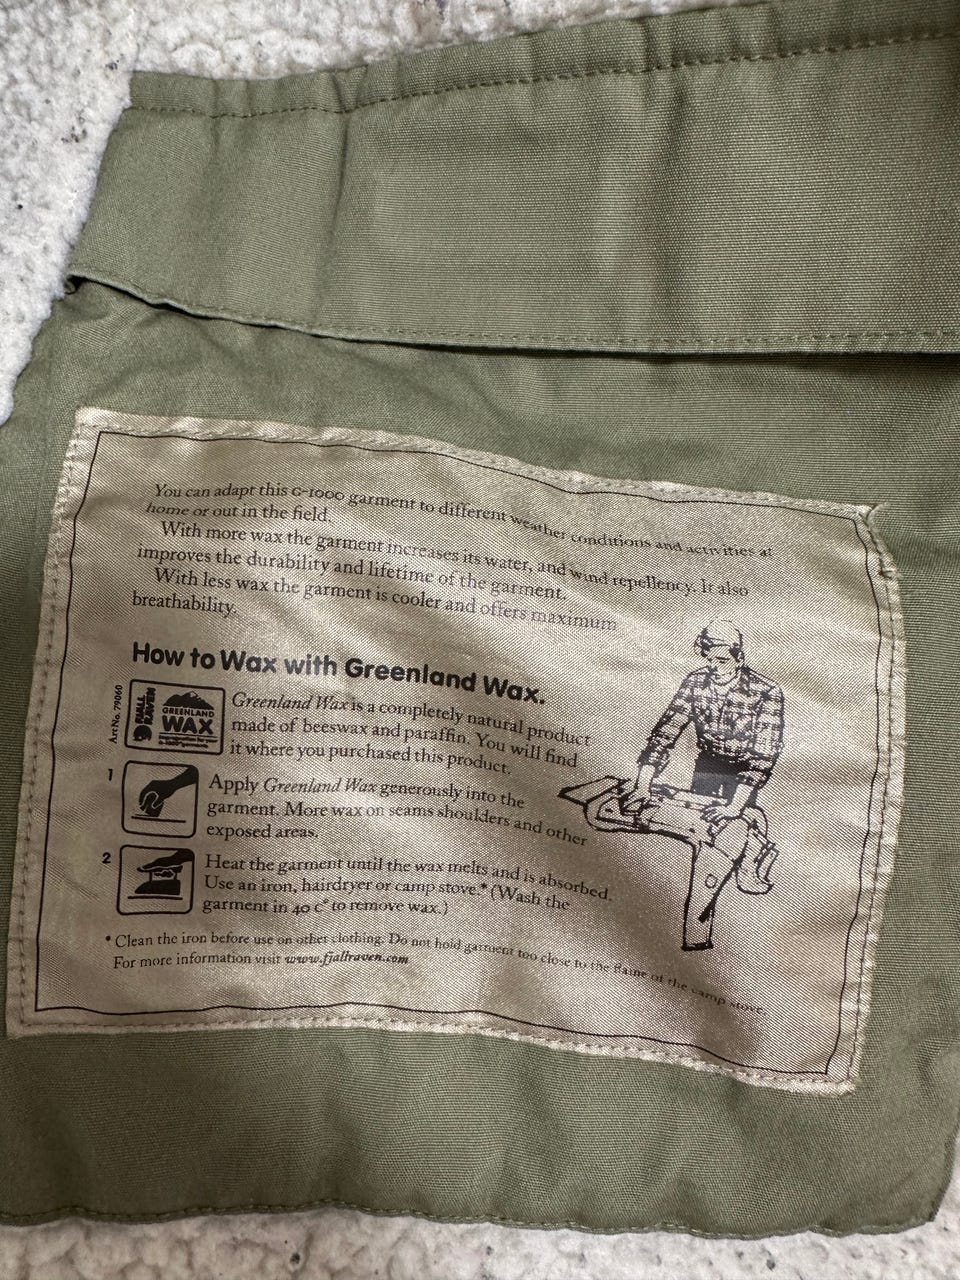 You can adapt this G-1000 garment to different weather conditions and activities at
home or out in the field.
With more wax the garment increases its water, and wind repellency. It also
improves the durability and lifetime of the garment.
With less wax the garment is cooler and offers maximum
breathability.
How to Wax with Greenland Wax.
Art No. 79060
FJÄLL
RÄVEN
GREENLAND
WAX
Greenland Wax is a completely natural product
made of beeswax and paraffin. You will find
it where you purchased this product.
1
Apply Greenland Wax generously into the
garment. More wax on seams shoulders and other
exposed areas.
2
Heat the garment until the wax melts and is absorbed.
Use an iron, hairdryer or camp stove.* (Wash the
garment in 40 c° to remove wax.)
* Clean the iron before use on other clothing. Do not hold garment too close to the flame of the camp stove.
For more information visit www.fjallraven.com